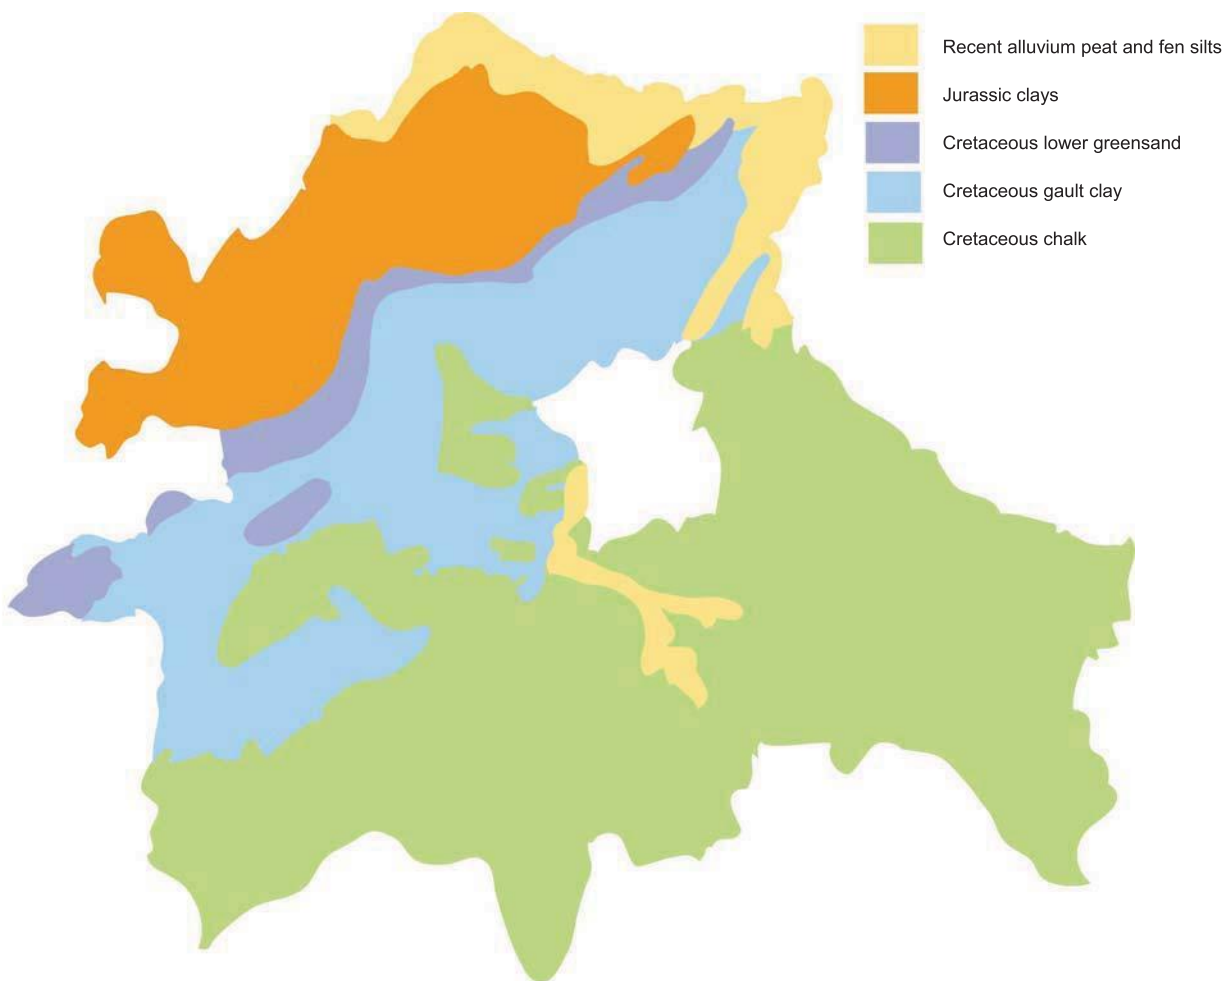 Recent alluvium peat and fen silts
Jurassic clays
Cretaceous lower greensand
Cretaceous gault clay
Cretaceous chalk